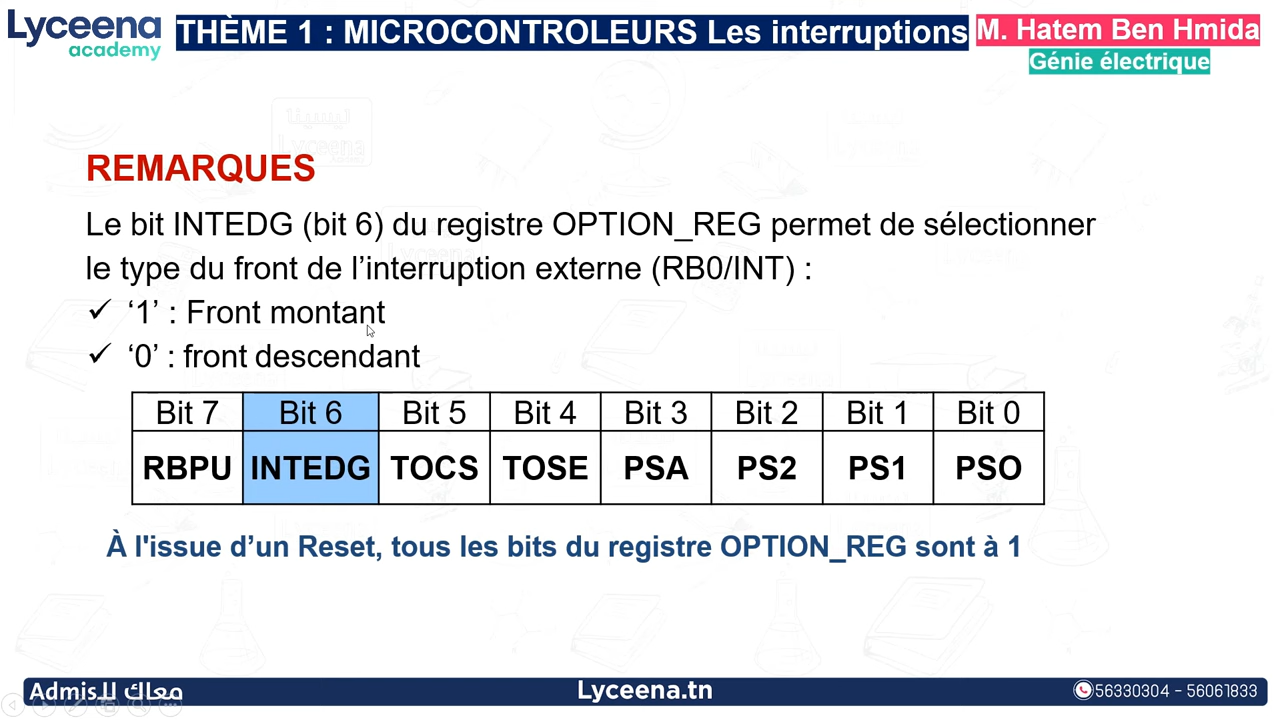 Lyceena
academy
THÈME 1 : MICROCONTROLEURS Les interruptions
M. Hatem Ben Hmida
Génie électrique
REMARQUES
Le bit INTEDG (bit 6) du registre OPTION_REG permet de sélectionner
le type du front de l’interruption externe (RB0/INT) :
✓ ‘1’ : Front montant
✓ ‘0’ : front descendant
Bit 7 Bit 6 Bit 5 Bit 4 Bit 3 Bit 2 Bit 1 Bit 0
RBPU INTEDG TOCS TOSE PSA PS2 PS1 PSO
À l'issue d’un Reset, tous les bits du registre OPTION_REG sont à 1
Admis معاك لل
Lyceena.tn
56330304 - 56061833